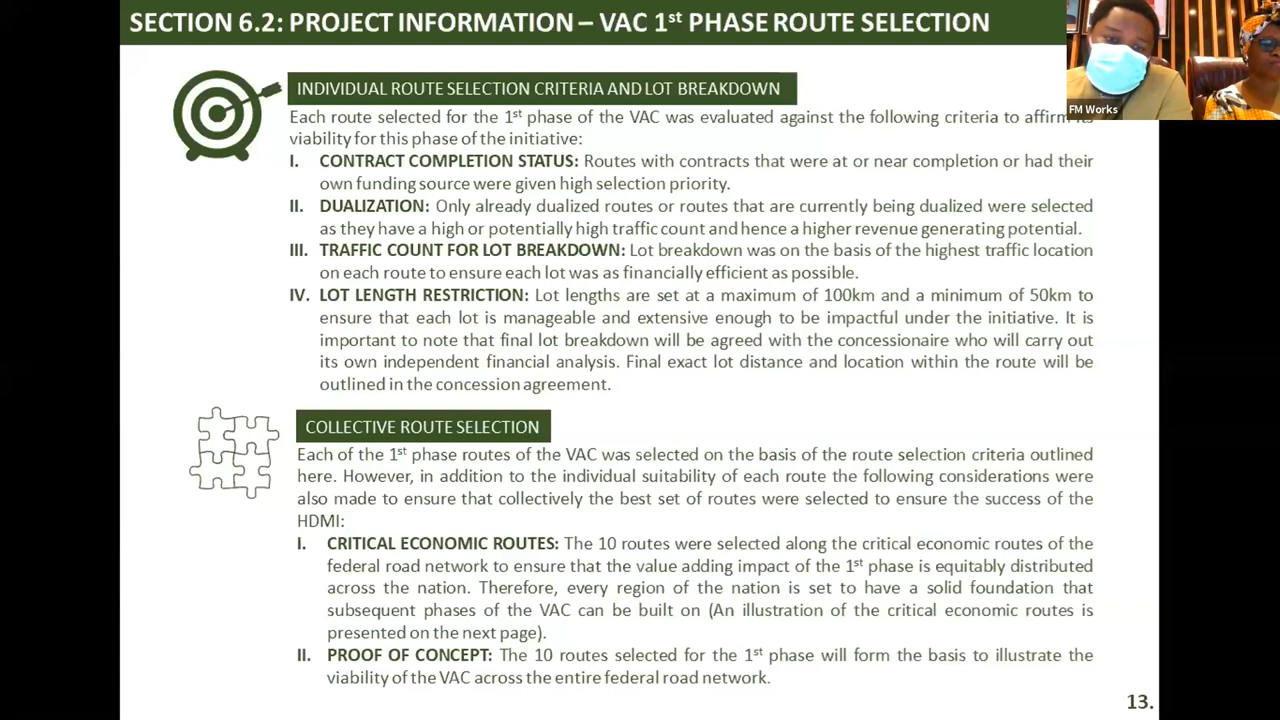 SECTION 6.2: PROJECT INFORMATION – VAC 1st PHASE ROUTE SELECTION
FM Works
INDIVIDUAL ROUTE SELECTION CRITERIA AND LOT BREAKDOWN
Each route selected for the 1st phase of the VAC was evaluated against the following criteria to affirm its
viability for this phase of the initiative:
I. CONTRACT COMPLETION STATUS: Routes with contracts that were at or near completion or had their
own funding source were given high selection priority.
II. DUALIZATION: Only already dualized routes or routes that are currently being dualized were selected
as they have a high or potentially high traffic count and hence a higher revenue generating potential.
III. TRAFFIC COUNT FOR LOT BREAKDOWN: Lot breakdown was on the basis of the highest traffic location
on each route to ensure each lot was as financially efficient as possible.
IV. LOT LENGTH RESTRICTION: Lot lengths are set at a maximum of 100km and a minimum of 50km to
ensure that each lot is manageable and extensive enough to be impactful under the initiative. It is
important to note that final lot breakdown will be agreed with the concessionaire who will carry out
its own independent financial analysis. Final exact lot distance and location within the route will be
outlined in the concession agreement.
COLLECTIVE ROUTE SELECTION
Each of the 1st phase routes of the VAC was selected on the basis of the route selection criteria outlined
here. However, in addition to the individual suitability of each route the following considerations were
also made to ensure that collectively the best set of routes were selected to ensure the success of the
HDMI:
I. CRITICAL ECONOMIC ROUTES: The 10 routes were selected along the critical economic routes of the
federal road network to ensure that the value adding impact of the 1st phase is equitably distributed
across the nation. Therefore, every region of the nation is set to have a solid foundation that
subsequent phases of the VAC can be built on (An illustration of the critical economic routes is
presented on the next page).
II. PROOF OF CONCEPT: The 10 routes selected for the 1st phase will form the basis to illustrate the
viability of the VAC across the entire federal road network.
13.